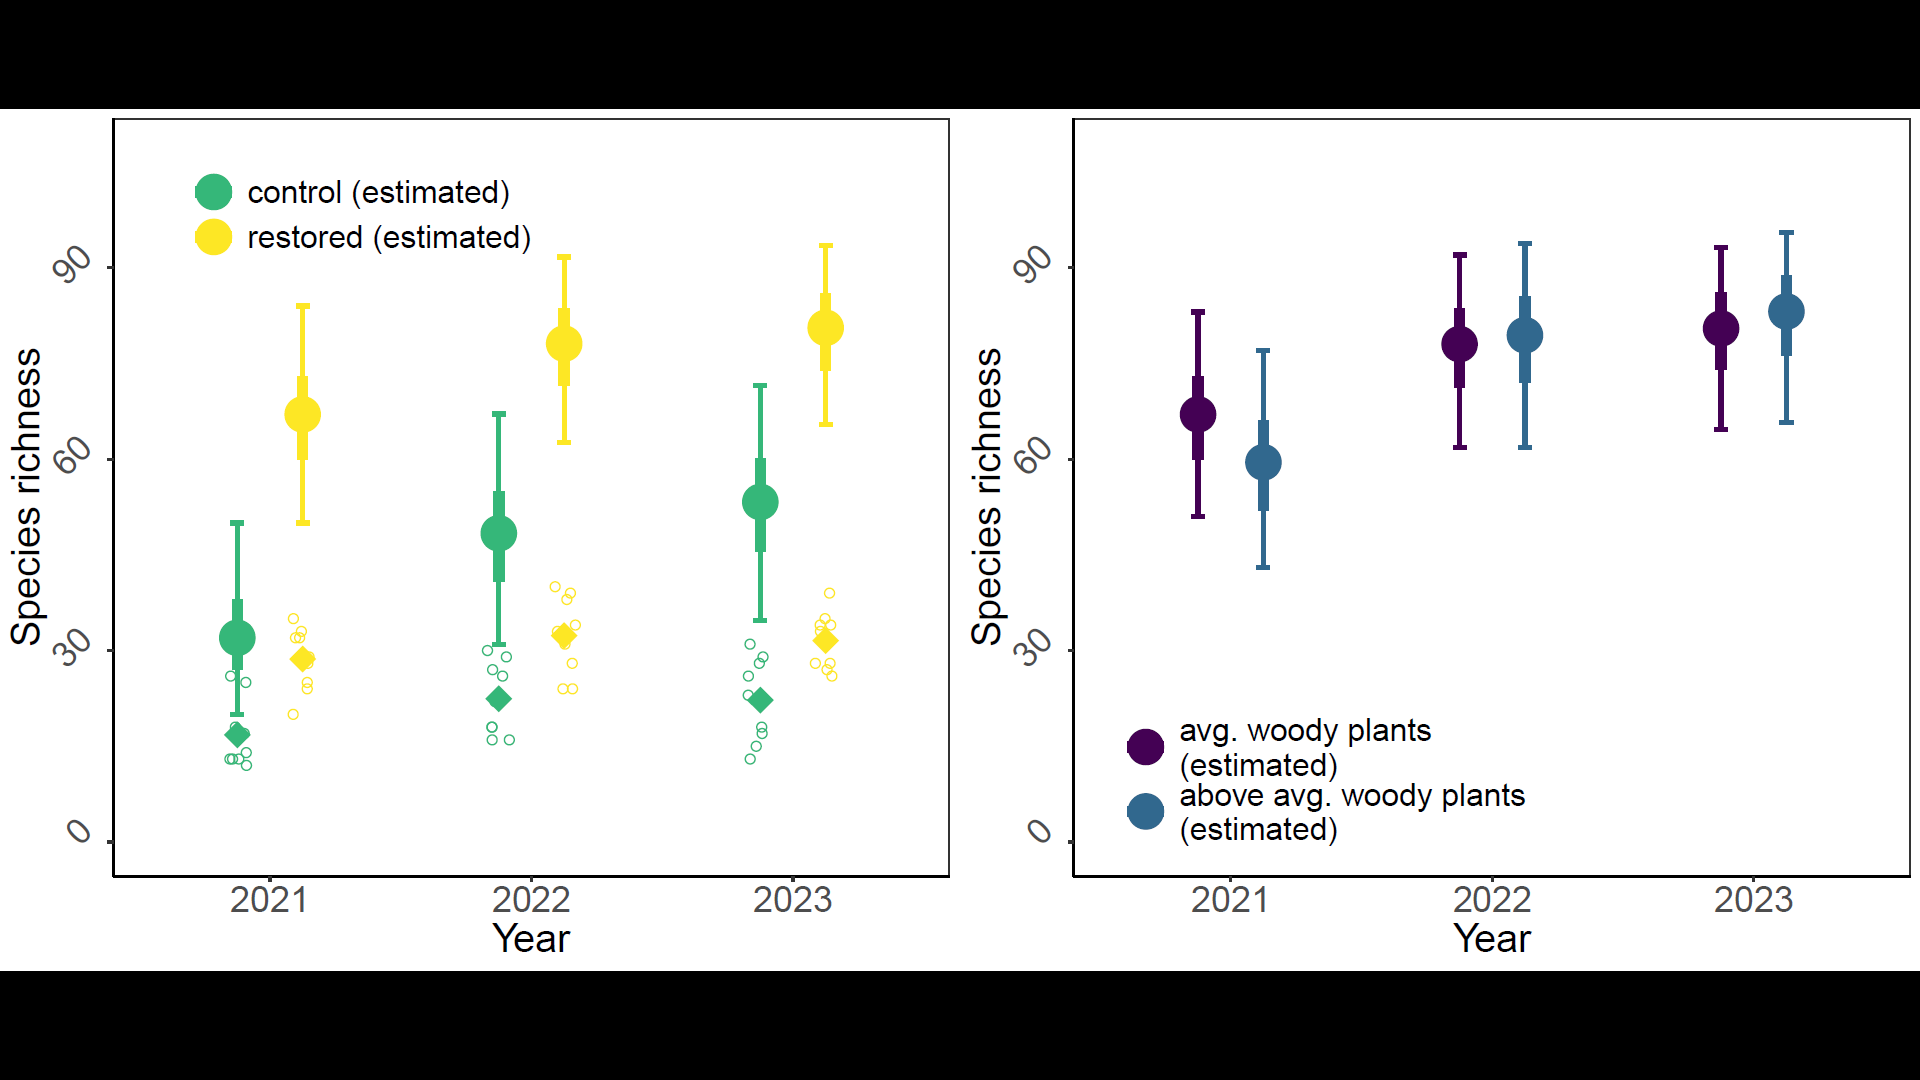 control (estimated)
restored (estimated)
Species richness
90
60
30
0
2021
2022
2023
Year
Species richness
90
60
30
0
avg. woody plants
(estimated)
above avg. woody plants
(estimated)
2021
2022
2023
Year